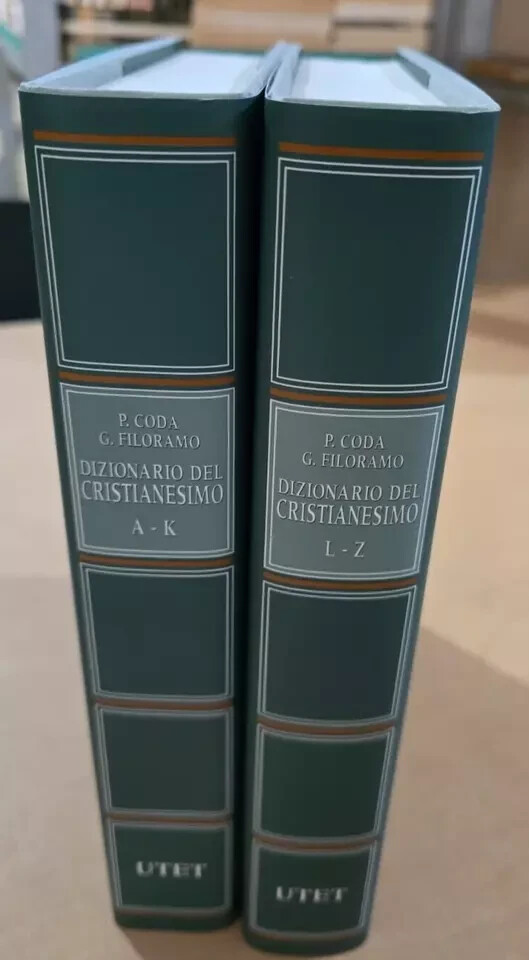 P. CODA
G. FILORAMO
DIZIONARIO DEL
CRISTIANESIMO
A - K
UTET
P. CODA
G. FILORAMO
DIZIONARIO DEL
CRISTIANESIMO
L - Z
UTET